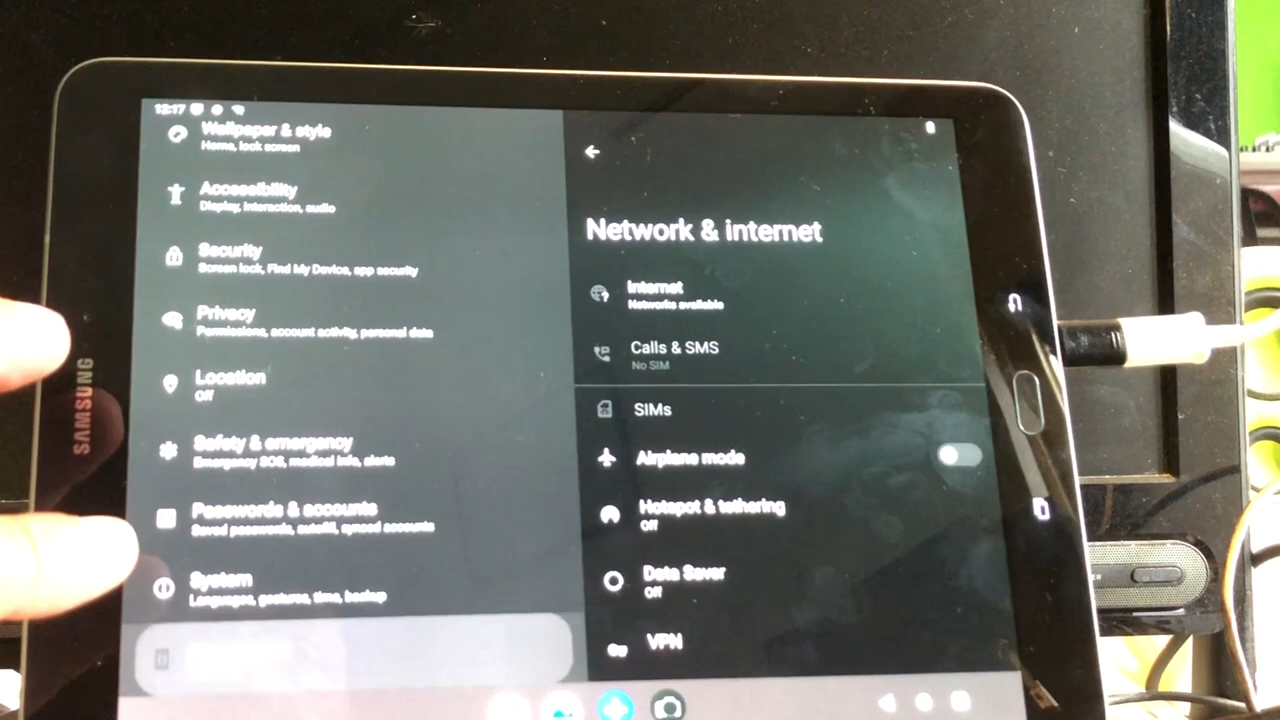 12:17
Wallpaper & style
Home, lock screen
Accessibility
Display, interaction, audio
Security
Screen lock, Find My Device, app security
Privacy
Permissions, account activity, personal data
Location
Off
Safety & emergency
Emergency SOS, medical info, alerts
Passwords & accounts
Saved passwords, autofill, synced accounts
System
Languages, gestures, time, backup
Network & internet
Internet
Networks available
Calls & SMS
No SIM
SIMs
Airplane mode
Hotspot & tethering
Off
Data Saver
Off
VPN
SAMSUNG